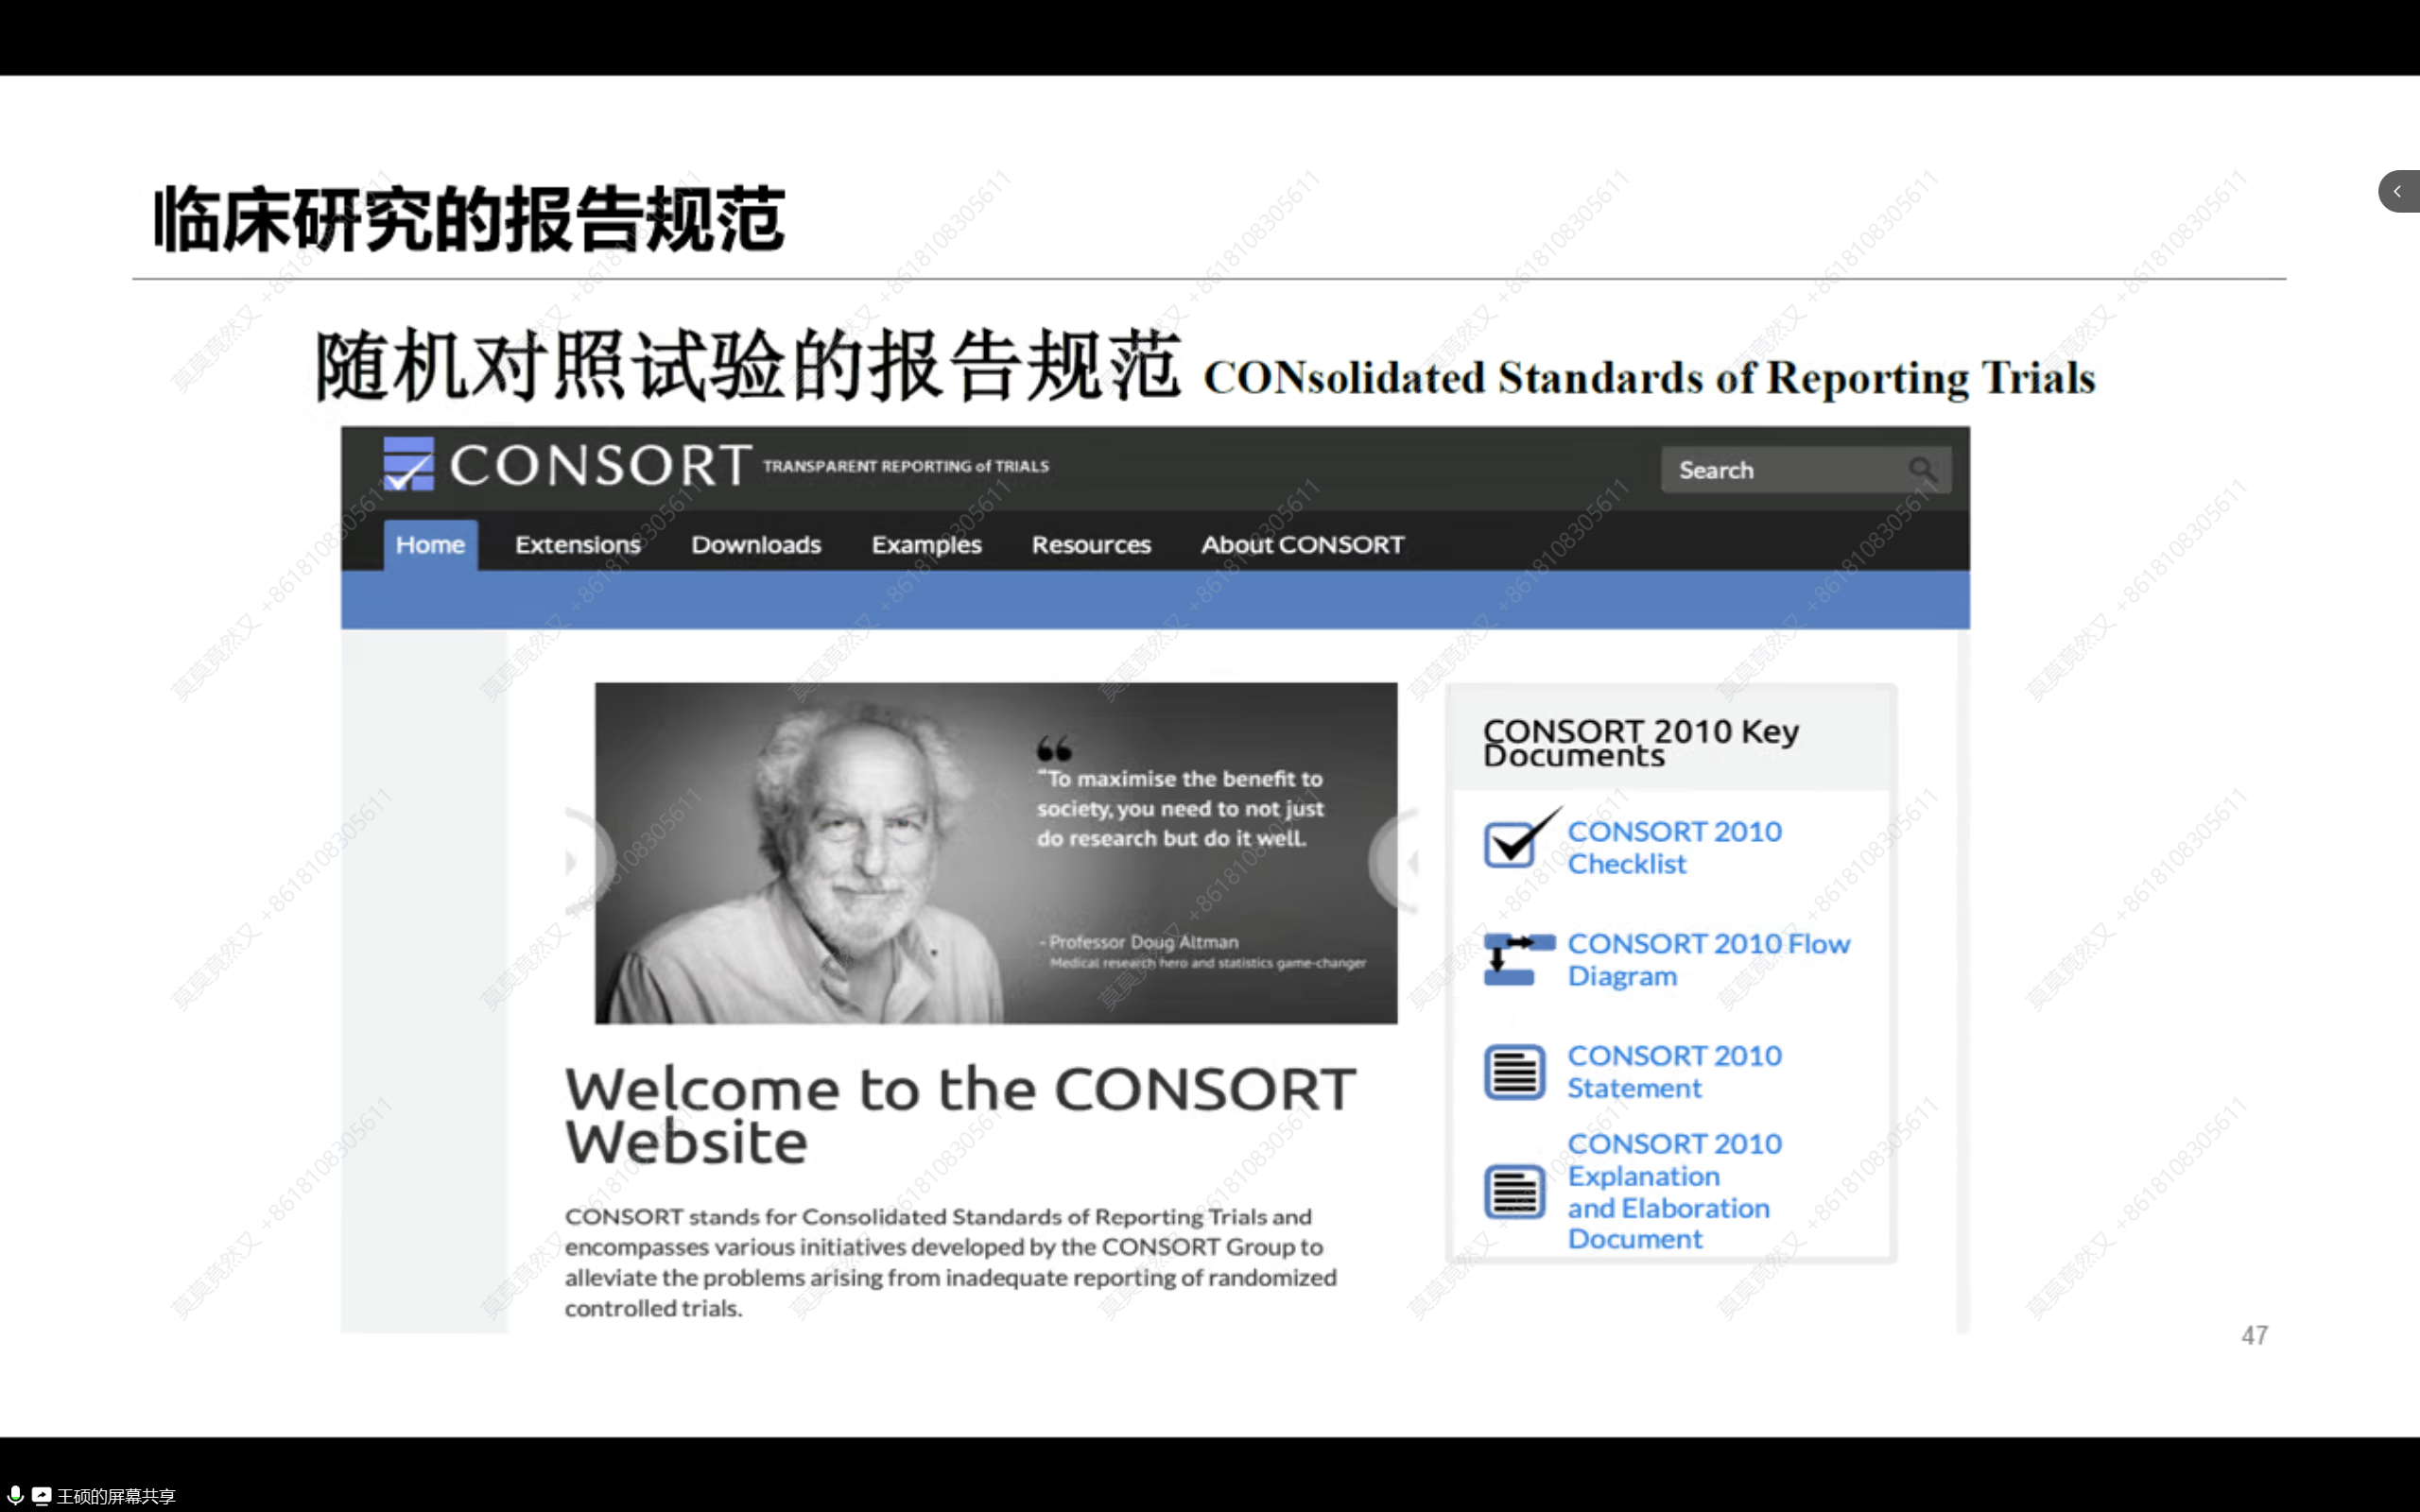 临床研究的报告规范
随机对照试验的报告规范 CONsolidated Standards of Reporting Trials
CONSORT TRANSPARENT REPORTING of TRIALS
Search
Home Extensions Downloads Examples Resources About CONSORT
“To maximise the benefit to
society, you need to not just
do research but do it well.
- Professor Doug Altman
Medical research hero and statistics game-changer
Welcome to the CONSORT
Website
CONSORT stands for Consolidated Standards of Reporting Trials and
encompasses various initiatives developed by the CONSORT Group to
alleviate the problems arising from inadequate reporting of randomized
controlled trials.
CONSORT 2010 Key
Documents
CONSORT 2010
Checklist
CONSORT 2010 Flow
Diagram
CONSORT 2010
Statement
CONSORT 2010
Explanation
and Elaboration
Document
47
莫莫竟然又 +8618108305611
王硕的屏幕共享